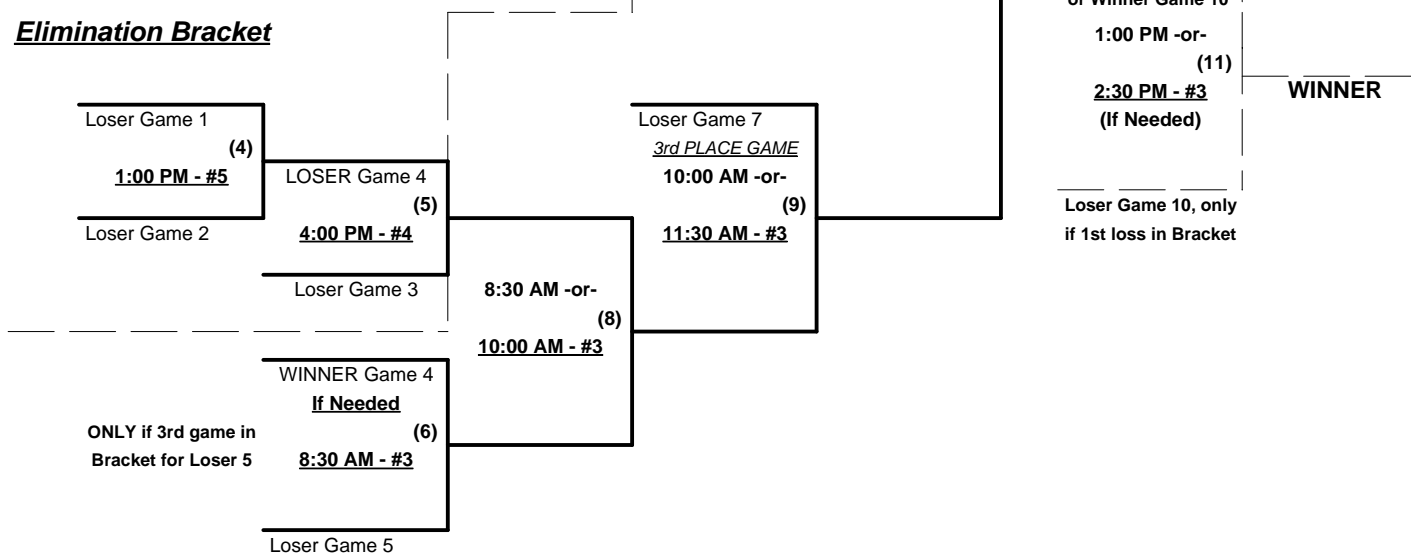 or Winner Game 10
Elimination Bracket
1:00 PM -or-
(11)
2:30 PM - #3
(If Needed)
WINNER
Loser Game 1
(4)
1:00 PM - #5
Loser Game 2
LOSER Game 4
(5)
4:00 PM - #4
Loser Game 3
Loser Game 7
3rd PLACE GAME
10:00 AM -or-
(9)
11:30 AM - #3
Loser Game 10, only
if 1st loss in Bracket
8:30 AM -or-
(8)
10:00 AM - #3
WINNER Game 4
If Needed
(6)
8:30 AM - #3
ONLY if 3rd game in
Bracket for Loser 5
Loser Game 5